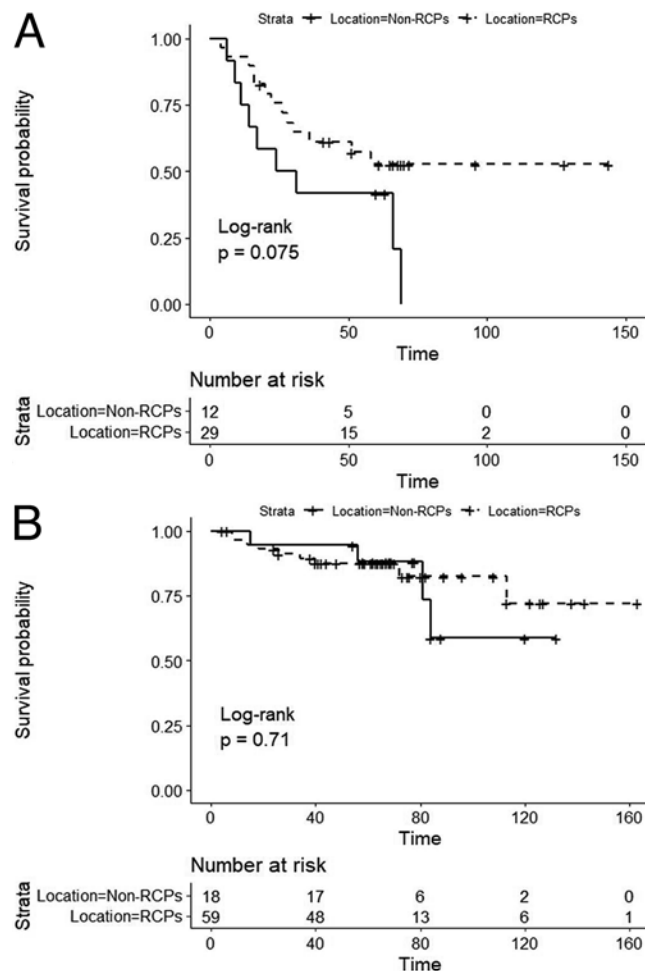 A
Strata Location=Non-RCPs Location=RCPs
1.00
0.75
0.50
0.25
0.00
Survival probability
Log-rank
p = 0.075
0 50 100 150
Time
Number at risk
Strata
Location=Non-RCPs 12 5 0 0
Location=RCPs 29 15 2 0
0 50 100 150
Time
B
Strata Location=Non-RCPs Location=RCPs
1.00
0.75
0.50
0.25
0.00
Survival probability
Log-rank
p = 0.71
0 40 80 120 160
Time
Number at risk
Strata
Location=Non-RCPs 18 17 6 2 0
Location=RCPs 59 48 13 6 1
0 40 80 120 160
Time